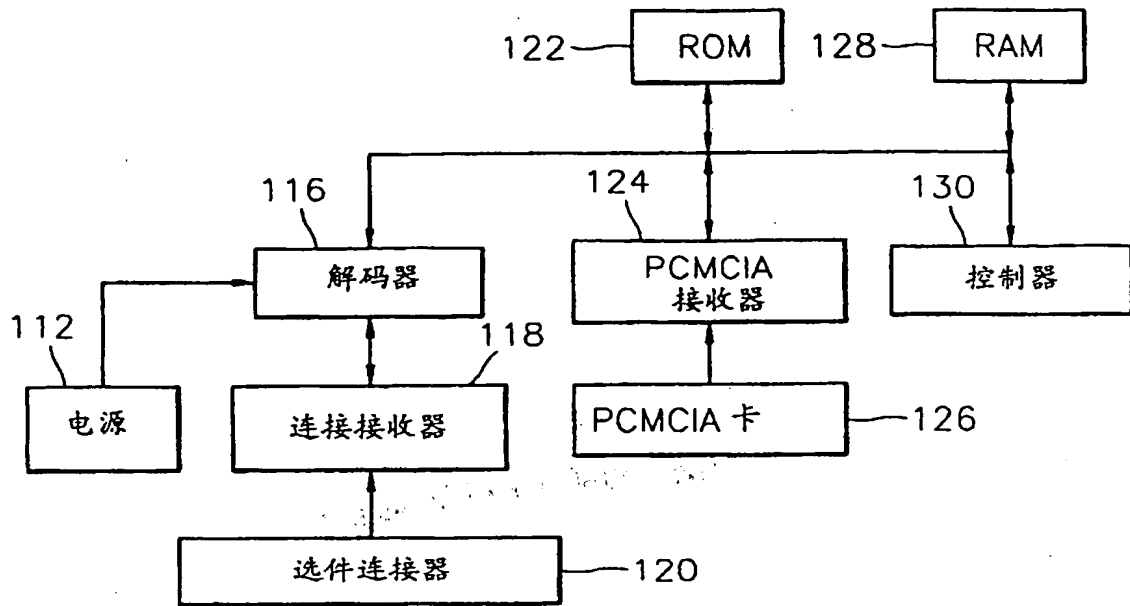 122
ROM
128
RAM
116
124
130
解码器
PCMCIA
接收器
控制器
112
118
电源
连接接收器
PCMCIA 卡
126
选件连接器
120